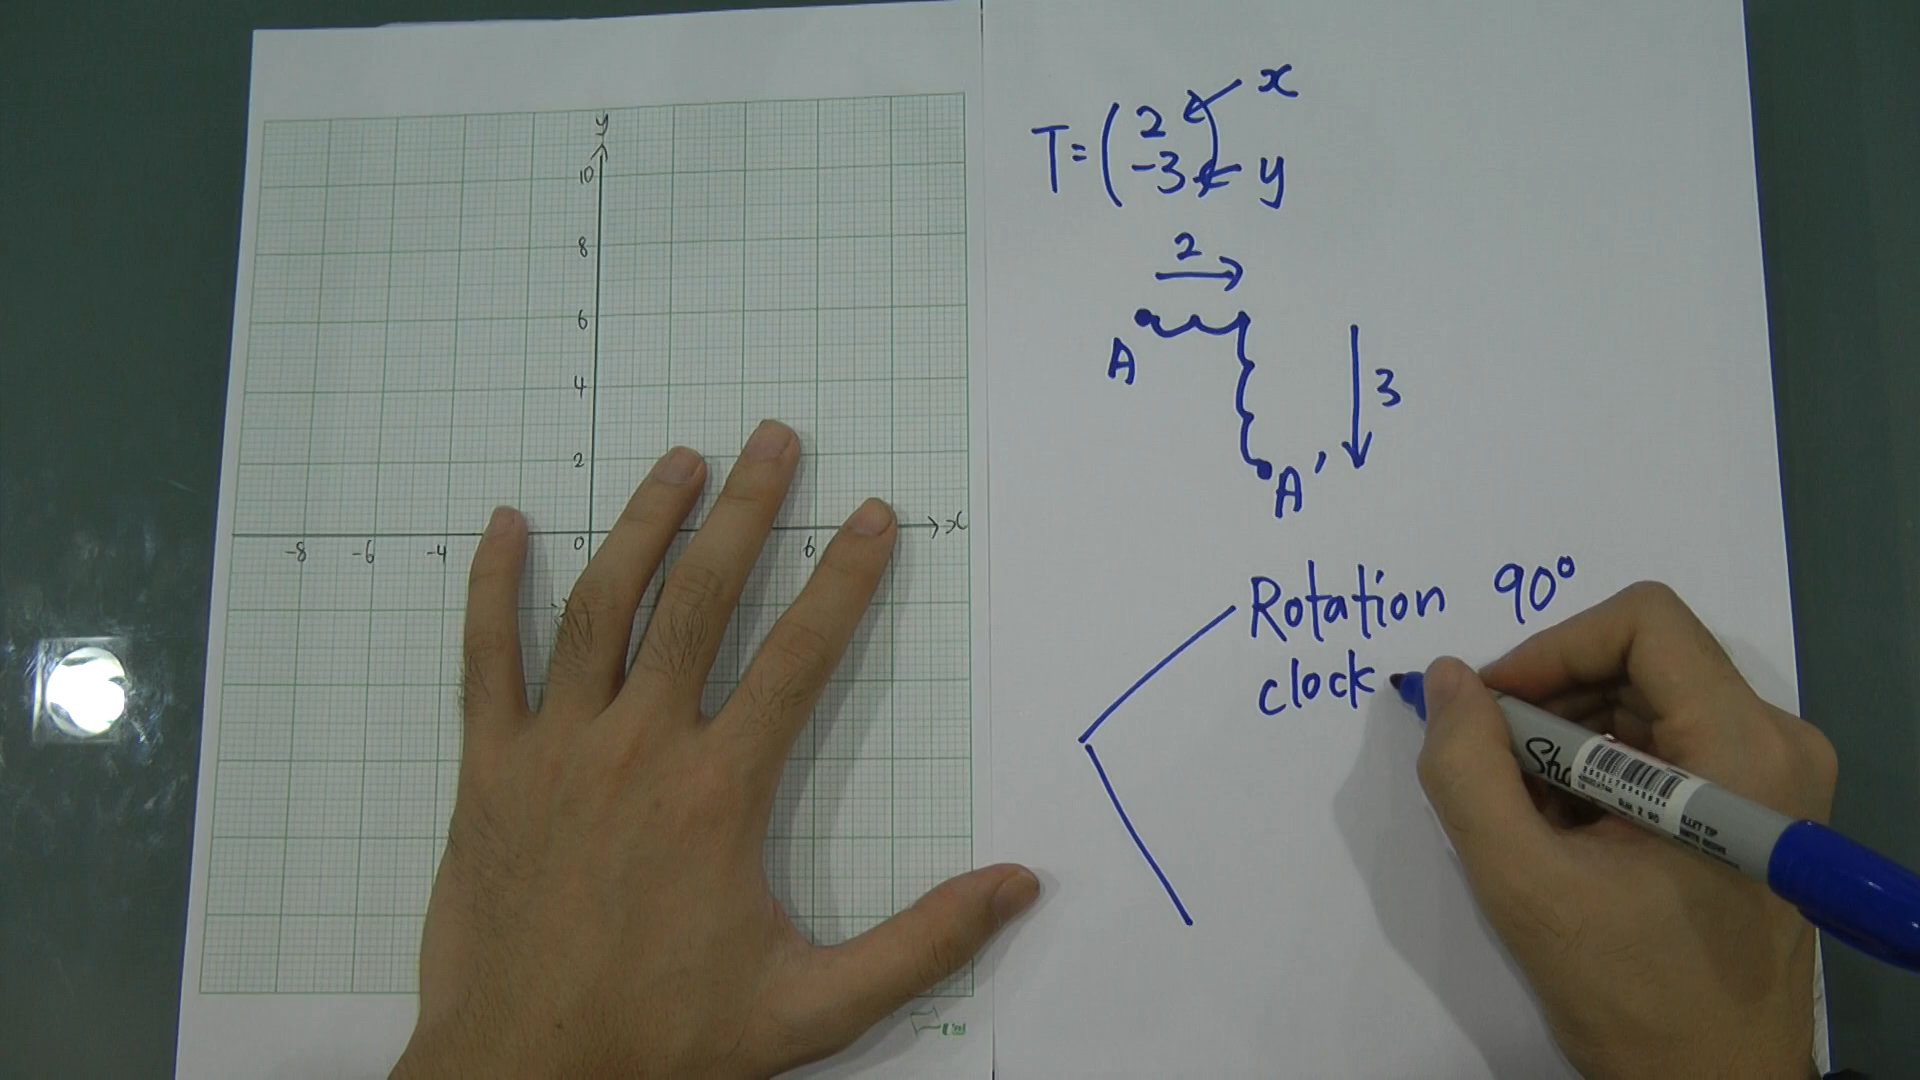 y
10
8
6
4
2
-8 -6 -4 0 6 x
T = ( 2 x
-3 ) y
2
A
3
A'
Rotation 90°
clock